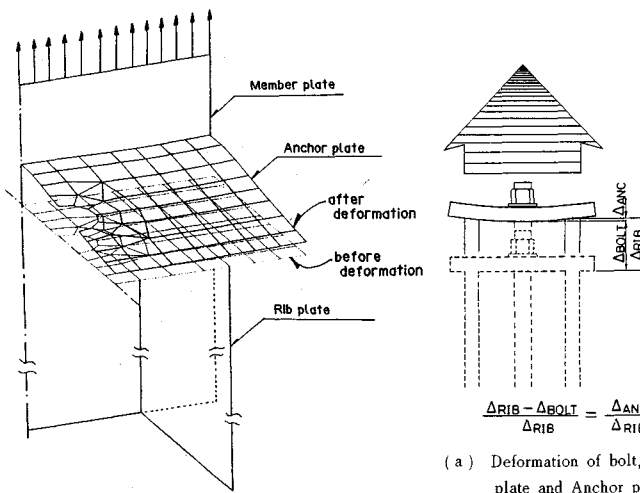 Member plate
Anchor plate
after
deformation
before
deformation
Rib plate
ΔANC
ΔBOLT
ΔRIB
ΔRIB - ΔBOLT / ΔRIB = ΔAN / ΔRIB
(a) Deformation of bolt,
plate and Anchor p